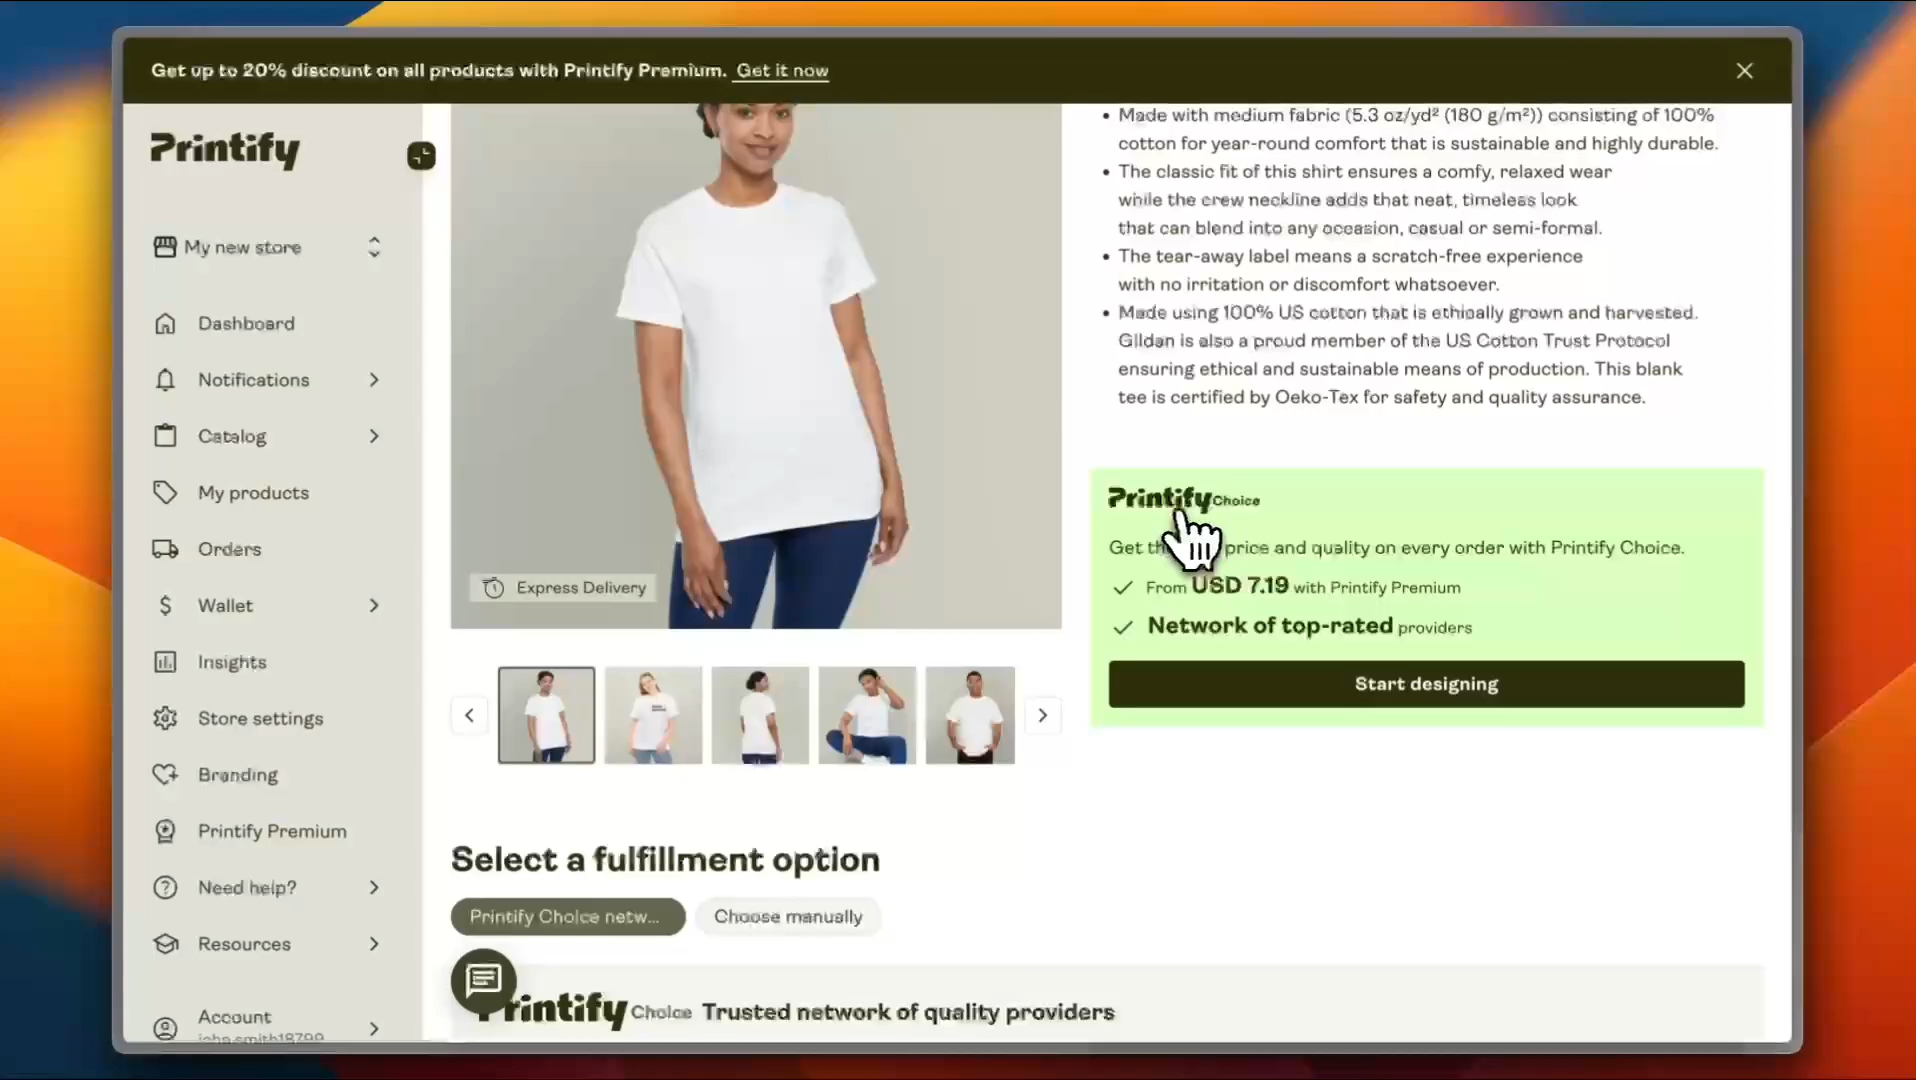 Get up to 20% discount on all products with Printify Premium. Get it now
Printify
My new store
Dashboard
Notifications
Catalog
My products
Orders
Wallet
Insights
Store settings
Branding
Printify Premium
Need help?
Resources
Account
john.smith18799
Express Delivery
Made with medium fabric (5.3 oz/yd² (180 g/m²)) consisting of 100%
cotton for year-round comfort that is sustainable and highly durable.
The classic fit of this shirt ensures a comfy, relaxed wear
while the crew neckline adds that neat, timeless look
that can blend into any occasion, casual or semi-formal.
The tear-away label means a scratch-free experience
with no irritation or discomfort whatsoever.
Made using 100% US cotton that is ethically grown and harvested.
Gildan is also a proud member of the US Cotton Trust Protocol
ensuring ethical and sustainable means of production. This blank
tee is certified by Oeko-Tex for safety and quality assurance.
Printify Choice
Get price and quality on every order with Printify Choice.
From USD 7.19 with Printify Premium
Network of top-rated providers
Start designing
Select a fulfillment option
Printify Choice netw...
Choose manually
Printify Choice Trusted network of quality providers